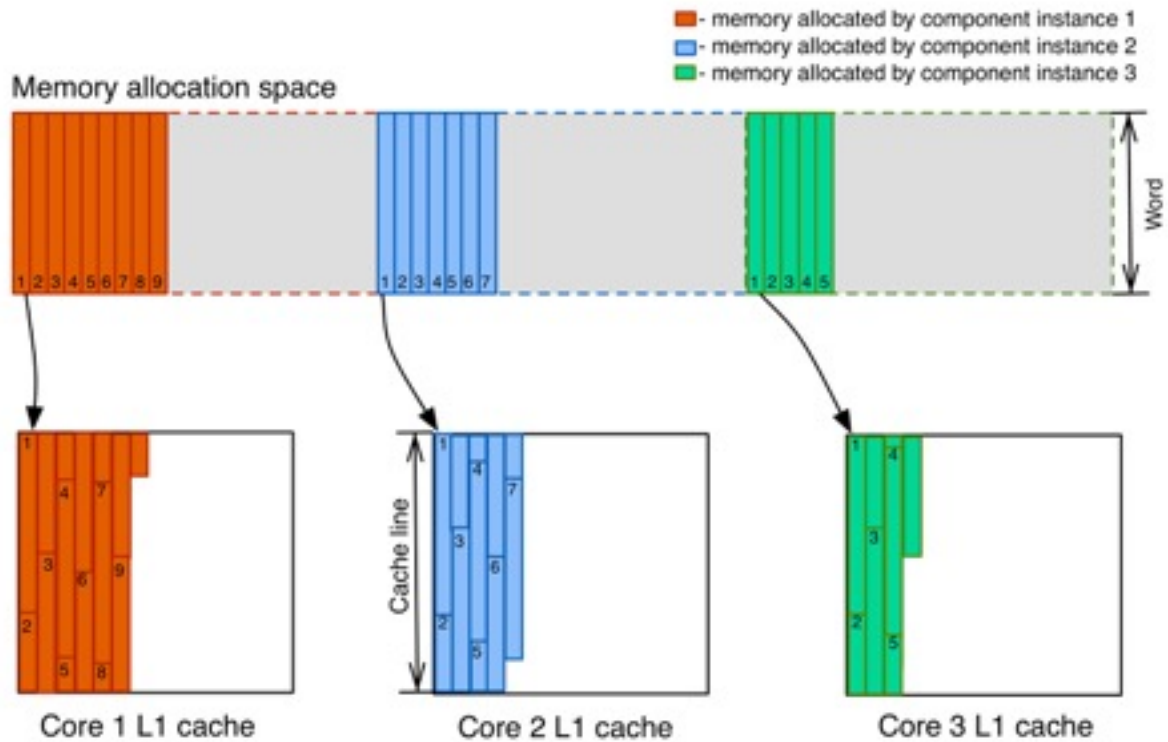 - memory allocated by component instance 1
- memory allocated by component instance 2
- memory allocated by component instance 3
Memory allocation space
1 2 3 4 5 6 7 8 9
1 2 3 4 5 6 7
1 2 3 4 5
Word
1
4 7
3 6 9
2
5 8
Cache line
1
4
7
3
6
2
5
1
4
3
2
5
Core 1 L1 cache
Core 2 L1 cache
Core 3 L1 cache